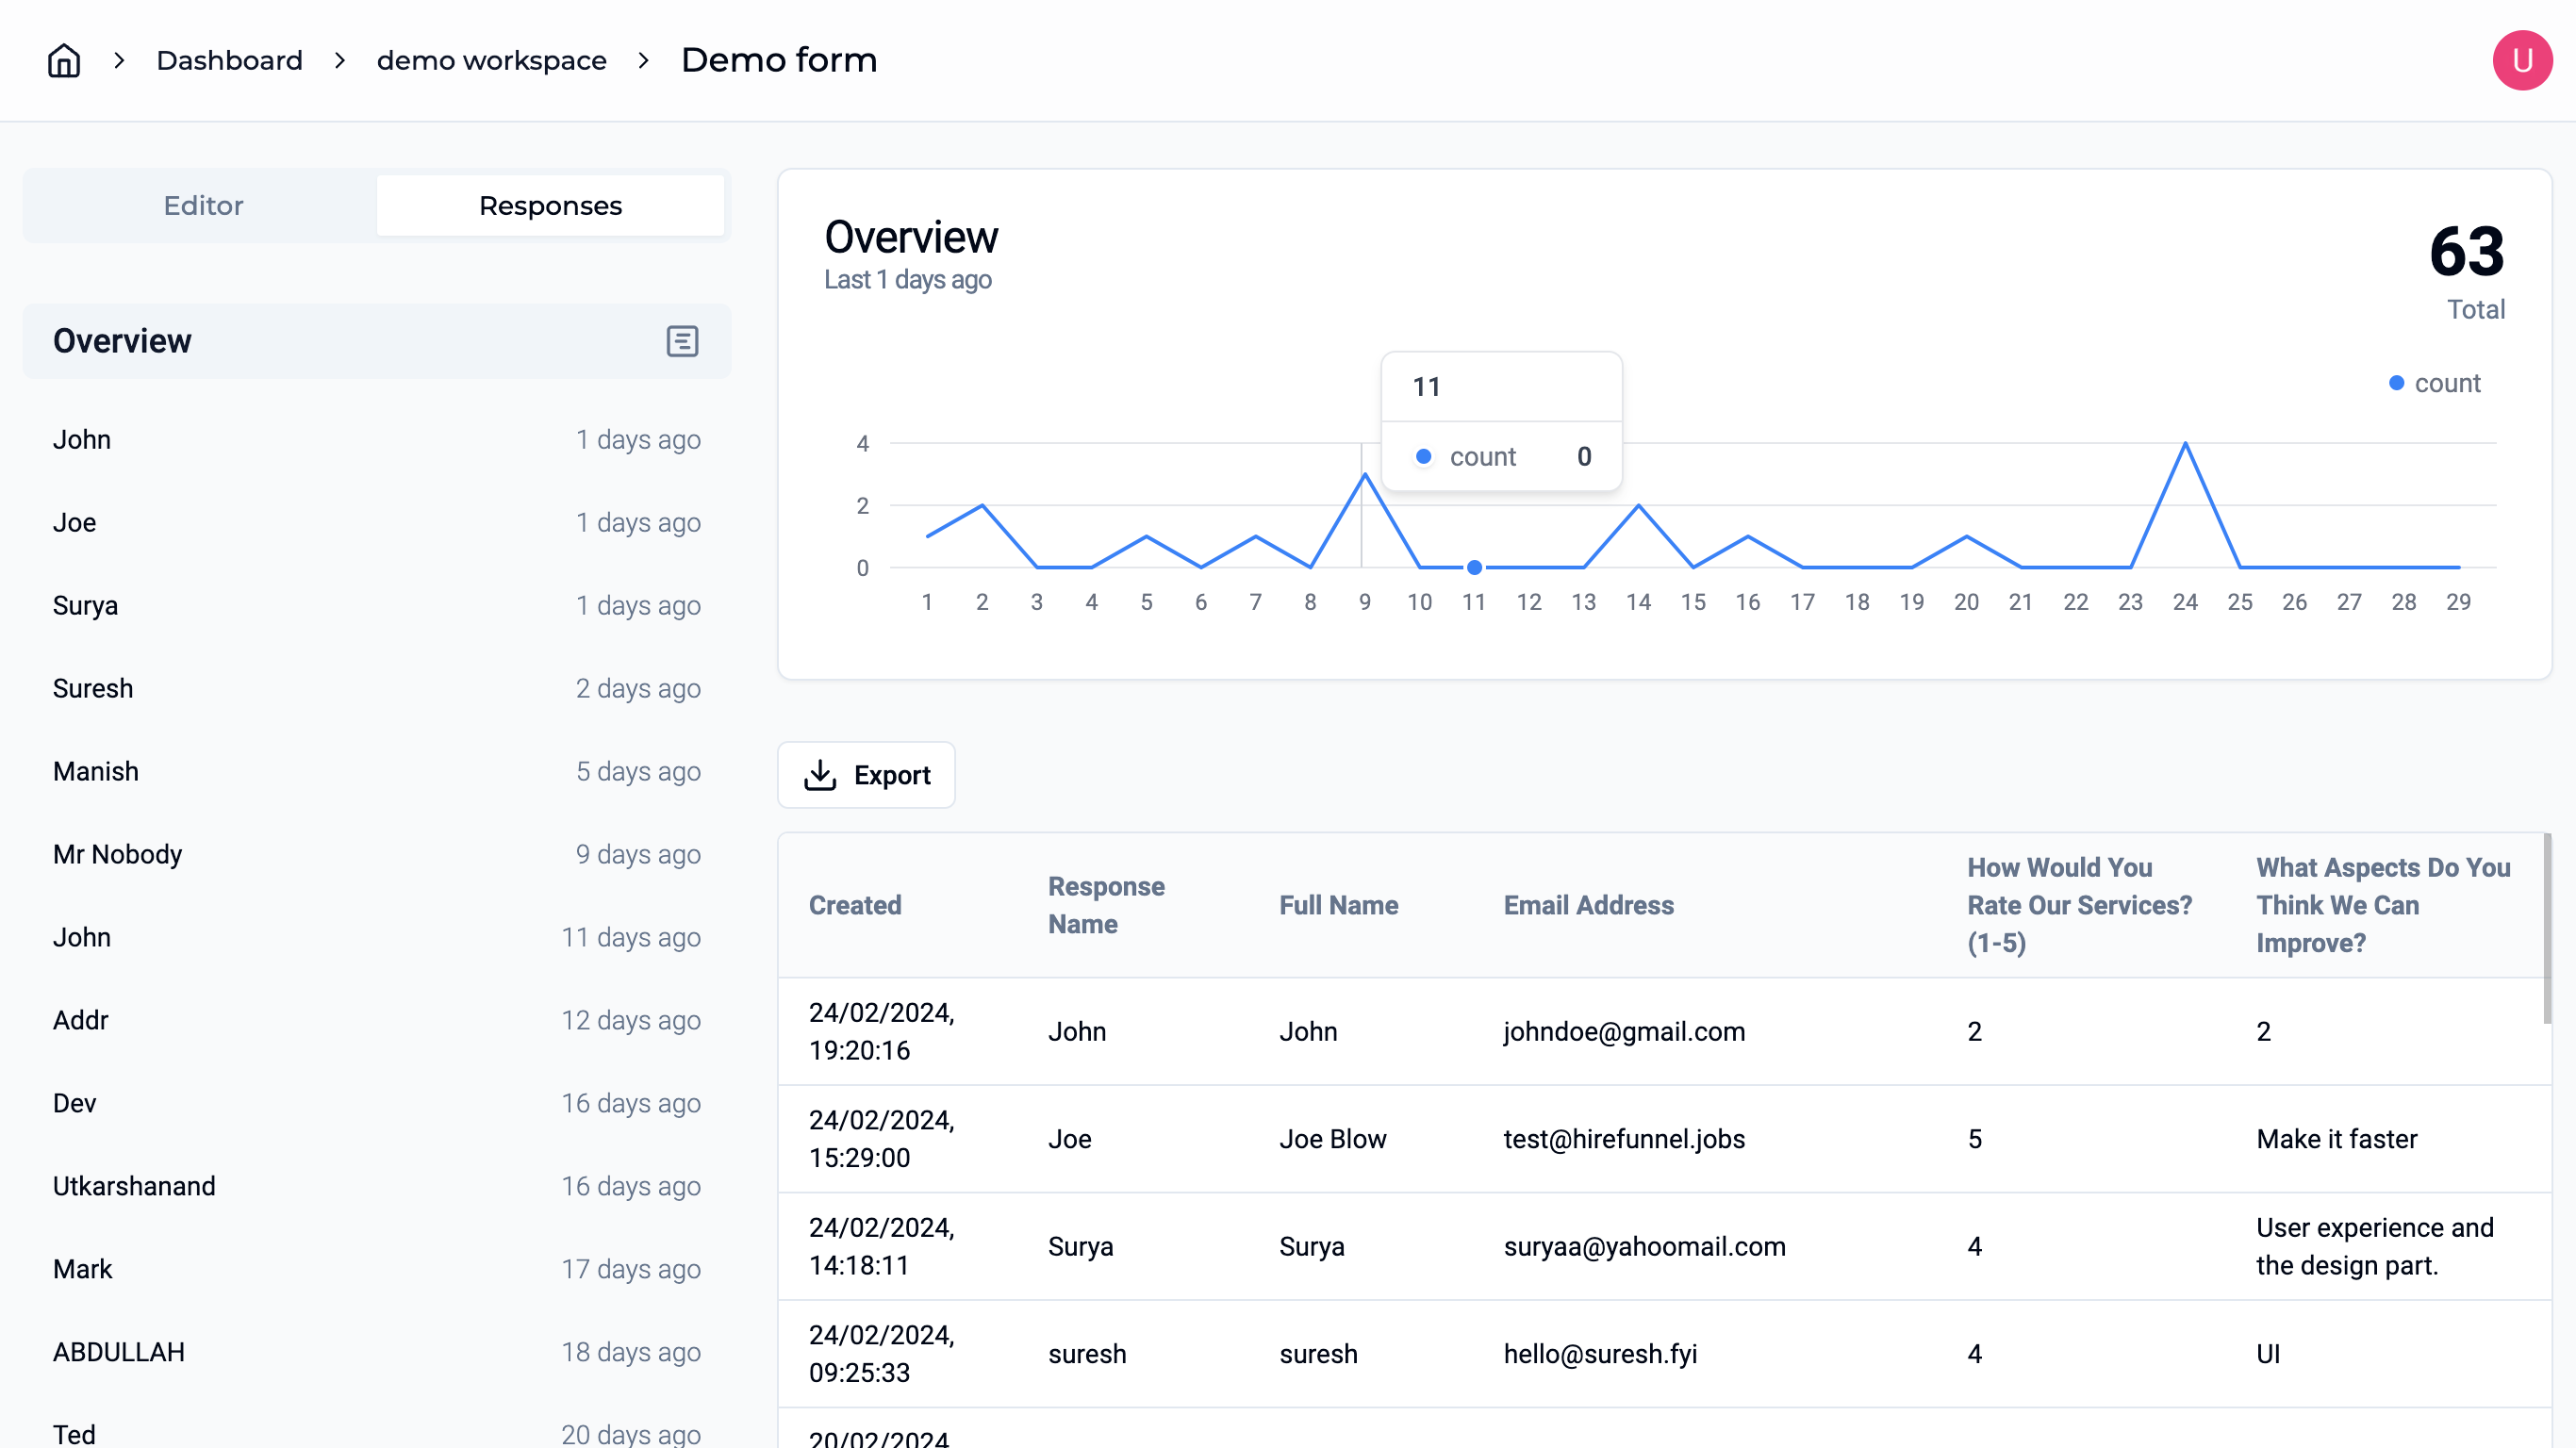 Dashboard
demo workspace
Demo form
U
Editor
Responses
Overview
John 1 days ago
Joe 1 days ago
Surya 1 days ago
Suresh 2 days ago
Manish 5 days ago
Mr Nobody 9 days ago
John 11 days ago
Addr 12 days ago
Dev 16 days ago
Utkarshanand 16 days ago
Mark 17 days ago
ABDULLAH 18 days ago
Ted 20 days ago
Overview
Last 1 days ago
63
Total
count
11
count 0
4
2
0
1 2 3 4 5 6 7 8 9 10 11 12 13 14 15 16 17 18 19 20 21 22 23 24 25 26 27 28 29
Export
Created
Response
Name
Full Name
Email Address
How Would You
Rate Our Services?
(1-5)
What Aspects Do You
Think We Can
Improve?
24/02/2024,
19:20:16
John
John
johndoe@gmail.com
2
2
24/02/2024,
15:29:00
Joe
Joe Blow
test@hirefunnel.jobs
5
Make it faster
24/02/2024,
14:18:11
Surya
Surya
suryaa@yahoomail.com
4
User experience and
the design part.
24/02/2024,
09:25:33
suresh
suresh
hello@suresh.fyi
4
UI
20/02/2024